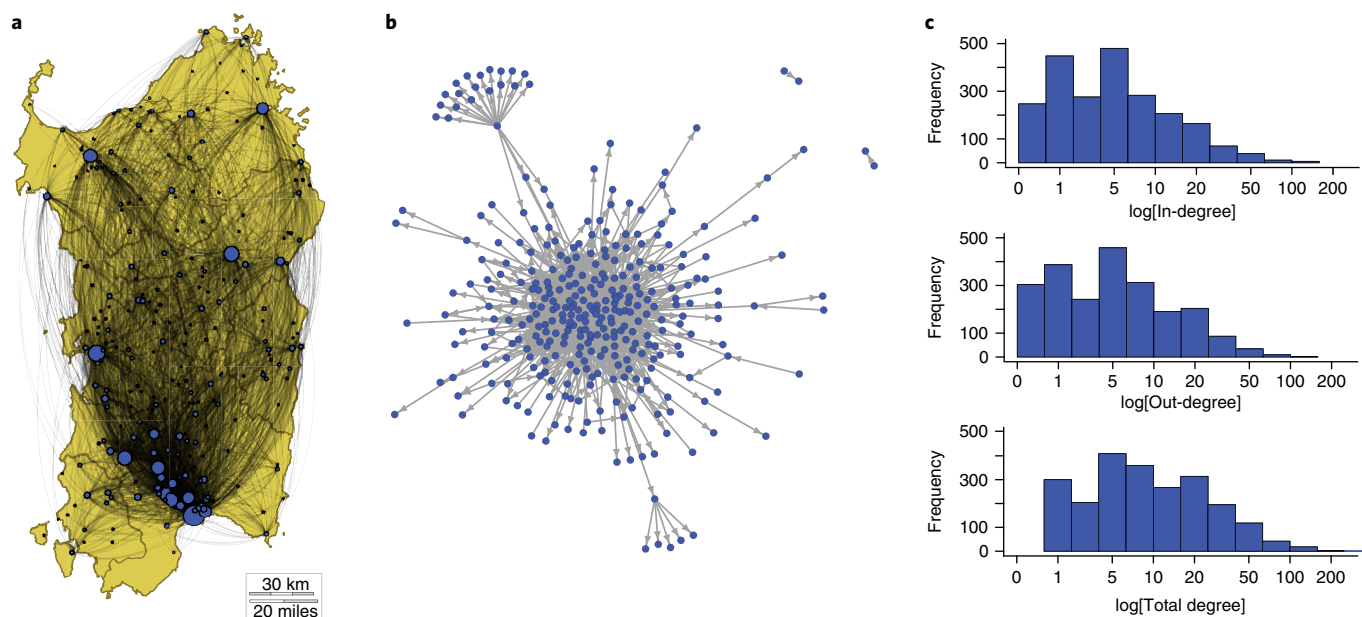 a
30 km
20 miles
b
c
Frequency
500
300
100
0
0 1 5 10 20 50 100 200
log[In-degree]
Frequency
500
300
100
0
0 1 5 10 20 50 100 200
log[Out-degree]
Frequency
500
300
100
0
0 1 5 10 20 50 100 200
log[Total degree]